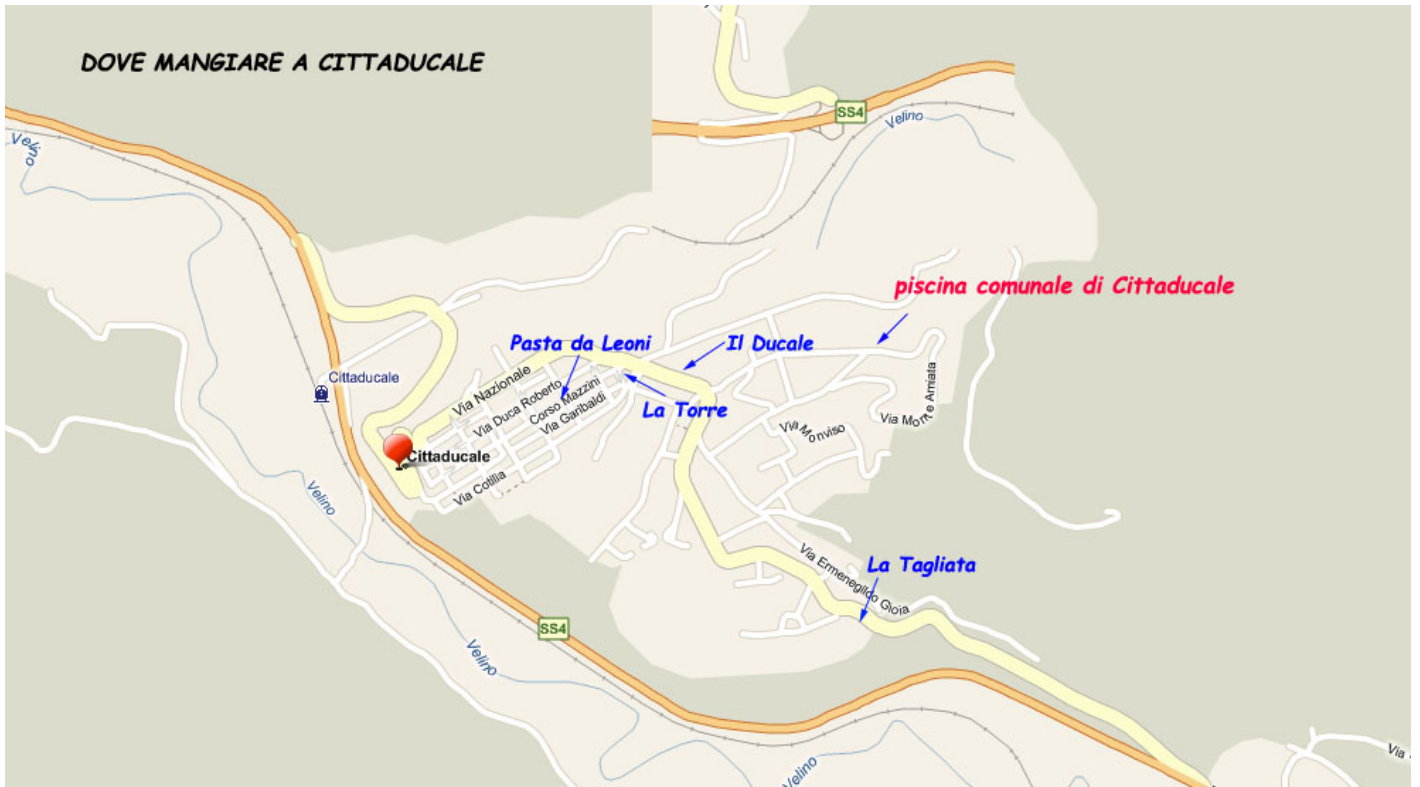 DOVE MANGIARE A CITTADUCALE
SS4
Velino
Velino
piscina comunale di Cittaducale
Pasta da Leoni
Il Ducale
Cittaducale
Via Nazionale
Via Duca Roberto
Corso Mazzini
Via Garibaldi
La Torre
Via Monviso
Via Monte Amiata
Cittaducale
Via Cotilia
Velino
La Tagliata
Via Ermenegildo Gioia
SS4
Velino
Velino
Via